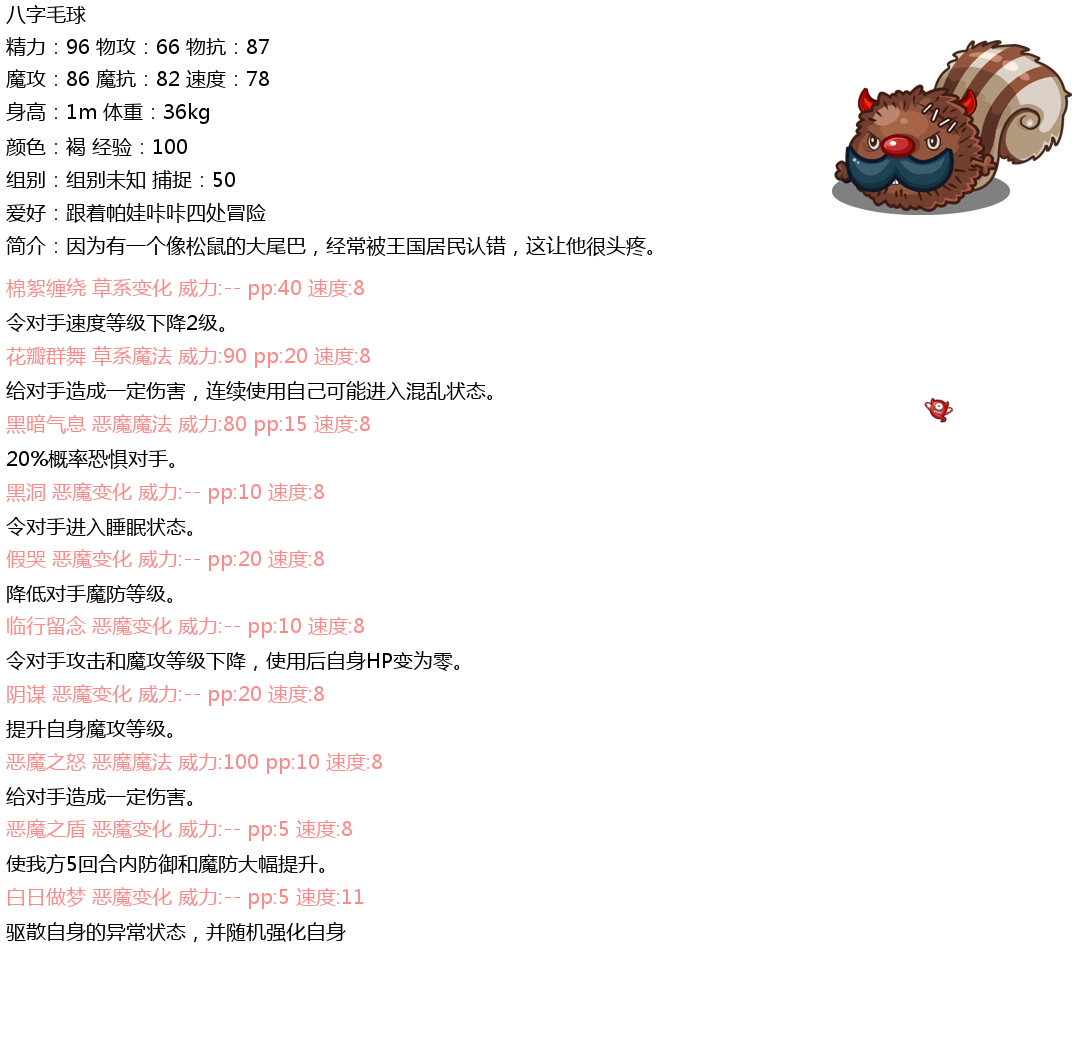 八字毛球
精力：96 物攻：66 物抗：87
魔攻：86 魔抗：82 速度：78
身高：1m 体重：36kg
颜色：褐 经验：100
组别：组别未知 捕捉：50
爱好：跟着帕娃咔咔四处冒险
简介：因为有一个像松鼠的大尾巴，经常被王国居民认错，这让他很头疼。
棉絮缠绕 草系变化 威力:-- pp:40 速度:8
令对手速度等级下降2级。
花瓣群舞 草系魔法 威力:90 pp:20 速度:8
给对手造成一定伤害，连续使用自己可能进入混乱状态。
黑暗气息 恶魔魔法 威力:80 pp:15 速度:8
20%概率恐惧对手。
黑洞 恶魔变化 威力:-- pp:10 速度:8
令对手进入睡眠状态。
假哭 恶魔变化 威力:-- pp:20 速度:8
降低对手魔防等级。
临行留念 恶魔变化 威力:-- pp:10 速度:8
令对手攻击和魔攻等级下降，使用后自身HP变为零。
阴谋 恶魔变化 威力:-- pp:20 速度:8
提升自身魔攻等级。
恶魔之怒 恶魔魔法 威力:100 pp:10 速度:8
给对手造成一定伤害。
恶魔之盾 恶魔变化 威力:-- pp:5 速度:8
使我方5回合内防御和魔防大幅提升。
白日做梦 恶魔变化 威力:-- pp:5 速度:11
驱散自身的异常状态，并随机强化自身